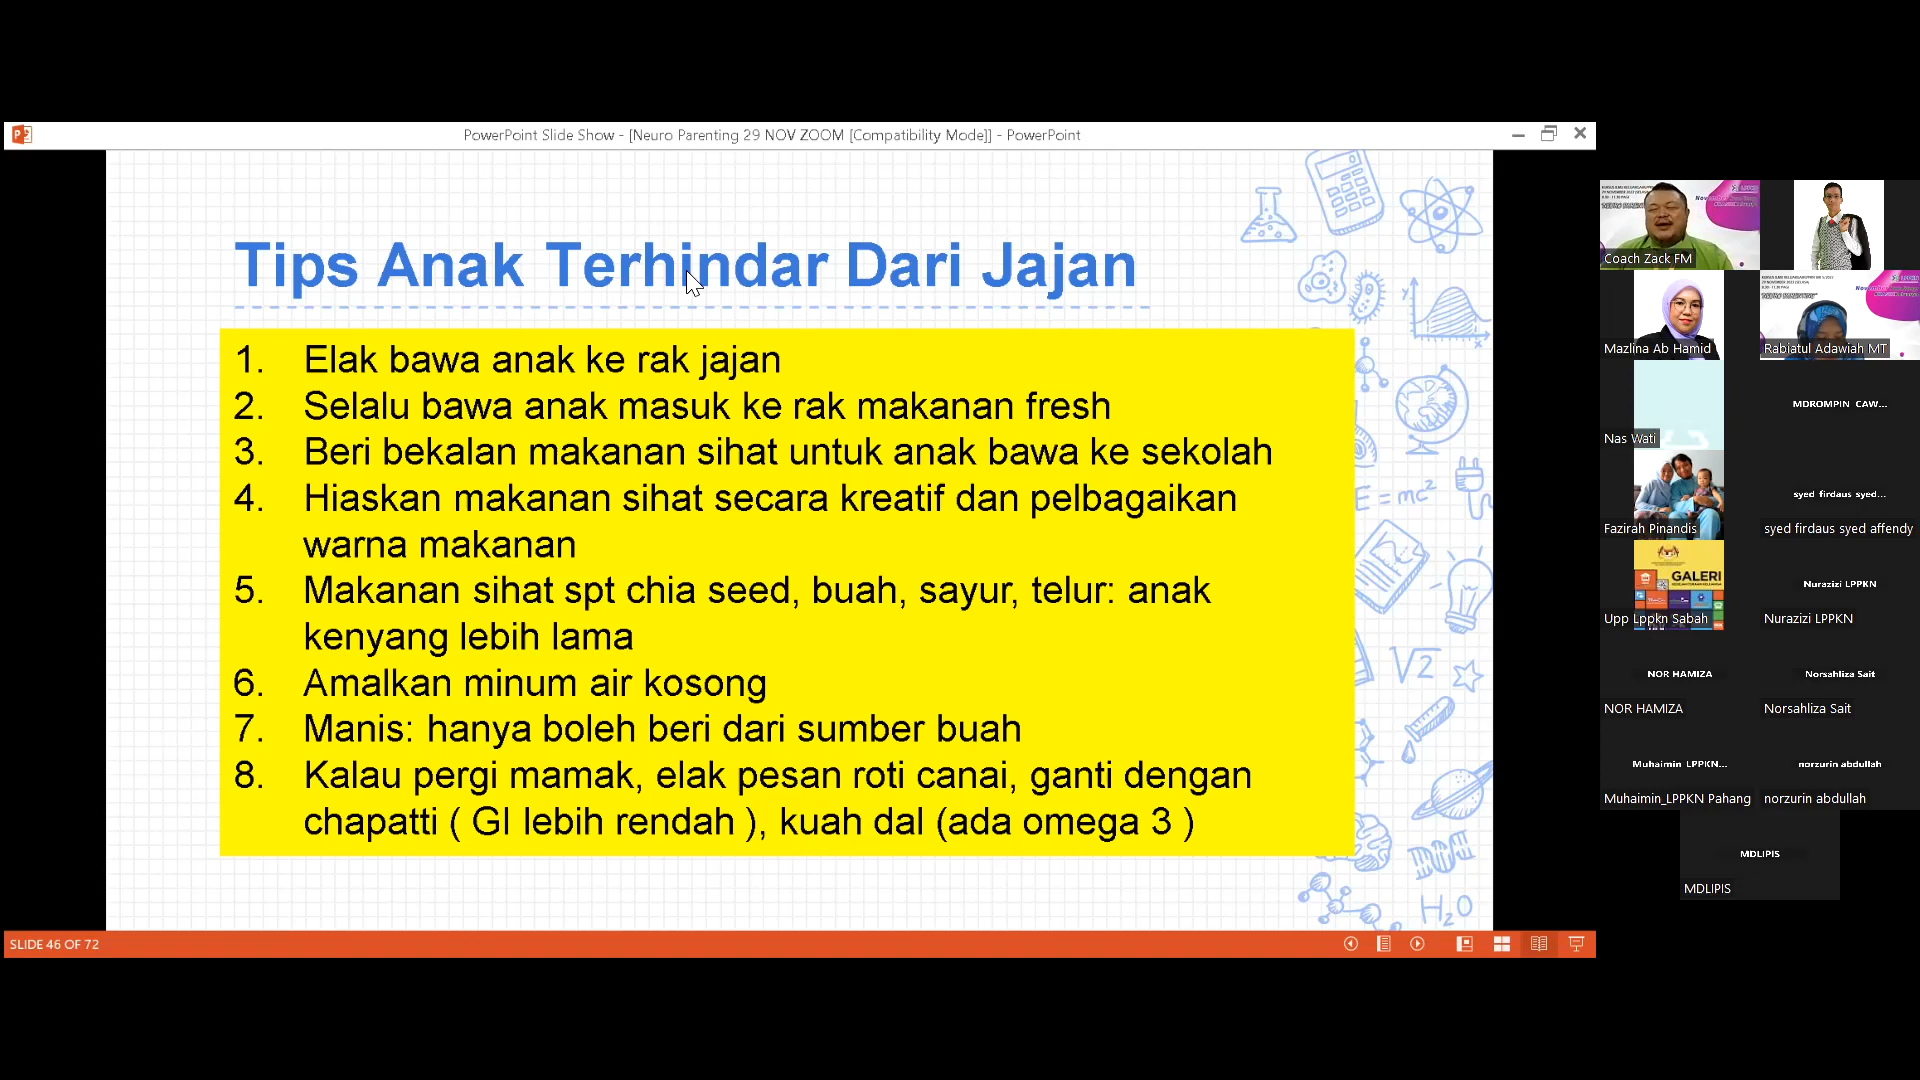 PowerPoint Slide Show - [Neuro Parenting 29 NOV ZOOM [Compatibility Mode]] - PowerPoint
Tips Anak Terhindar Dari Jajan
1. Elak bawa anak ke rak jajan
2. Selalu bawa anak masuk ke rak makanan fresh
3. Beri bekalan makanan sihat untuk anak bawa ke sekolah
4. Hiaskan makanan sihat secara kreatif dan pelbagaikan
warna makanan
5. Makanan sihat spt chia seed, buah, sayur, telur: anak
kenyang lebih lama
6. Amalkan minum air kosong
7. Manis: hanya boleh beri dari sumber buah
8. Kalau pergi mamak, elak pesan roti canai, ganti dengan
chapatti ( GI lebih rendah ), kuah dal (ada omega 3 )
E=mc²
√2
H₂O
SLIDE 46 OF 72
Coach Zack FM
Mazlina Ab Hamid
Rabiatul Adawiah MT
Nas Wati
MDROMPIN CAW...
Fazirah Pinandis
syed firdaus syed...
syed firdaus syed affendy
GALERI
Upp Lppkn Sabah
Nurazizi LPPKN
Nurazizi LPPKN
NOR HAMIZA
NOR HAMIZA
Norsahliza Sait
Norsahliza Sait
Muhaimin LPPKN...
Muhaimin_LPPKN Pahang
norzurin abdullah
norzurin abdullah
MDLIPIS
MDLIPIS